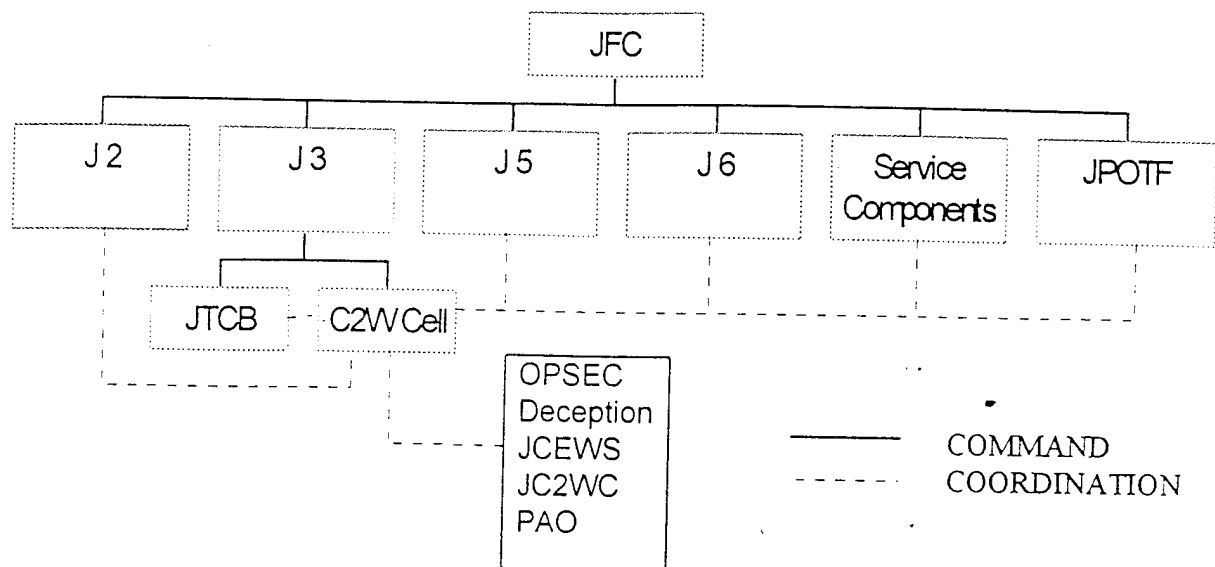 JFC
J2
J3
J5
J6
Service
Components
JPOTF
JTCB
C2W Cell
OPSEC
Deception
JCEWS
JC2WC
PAO
COMMAND
COORDINATION